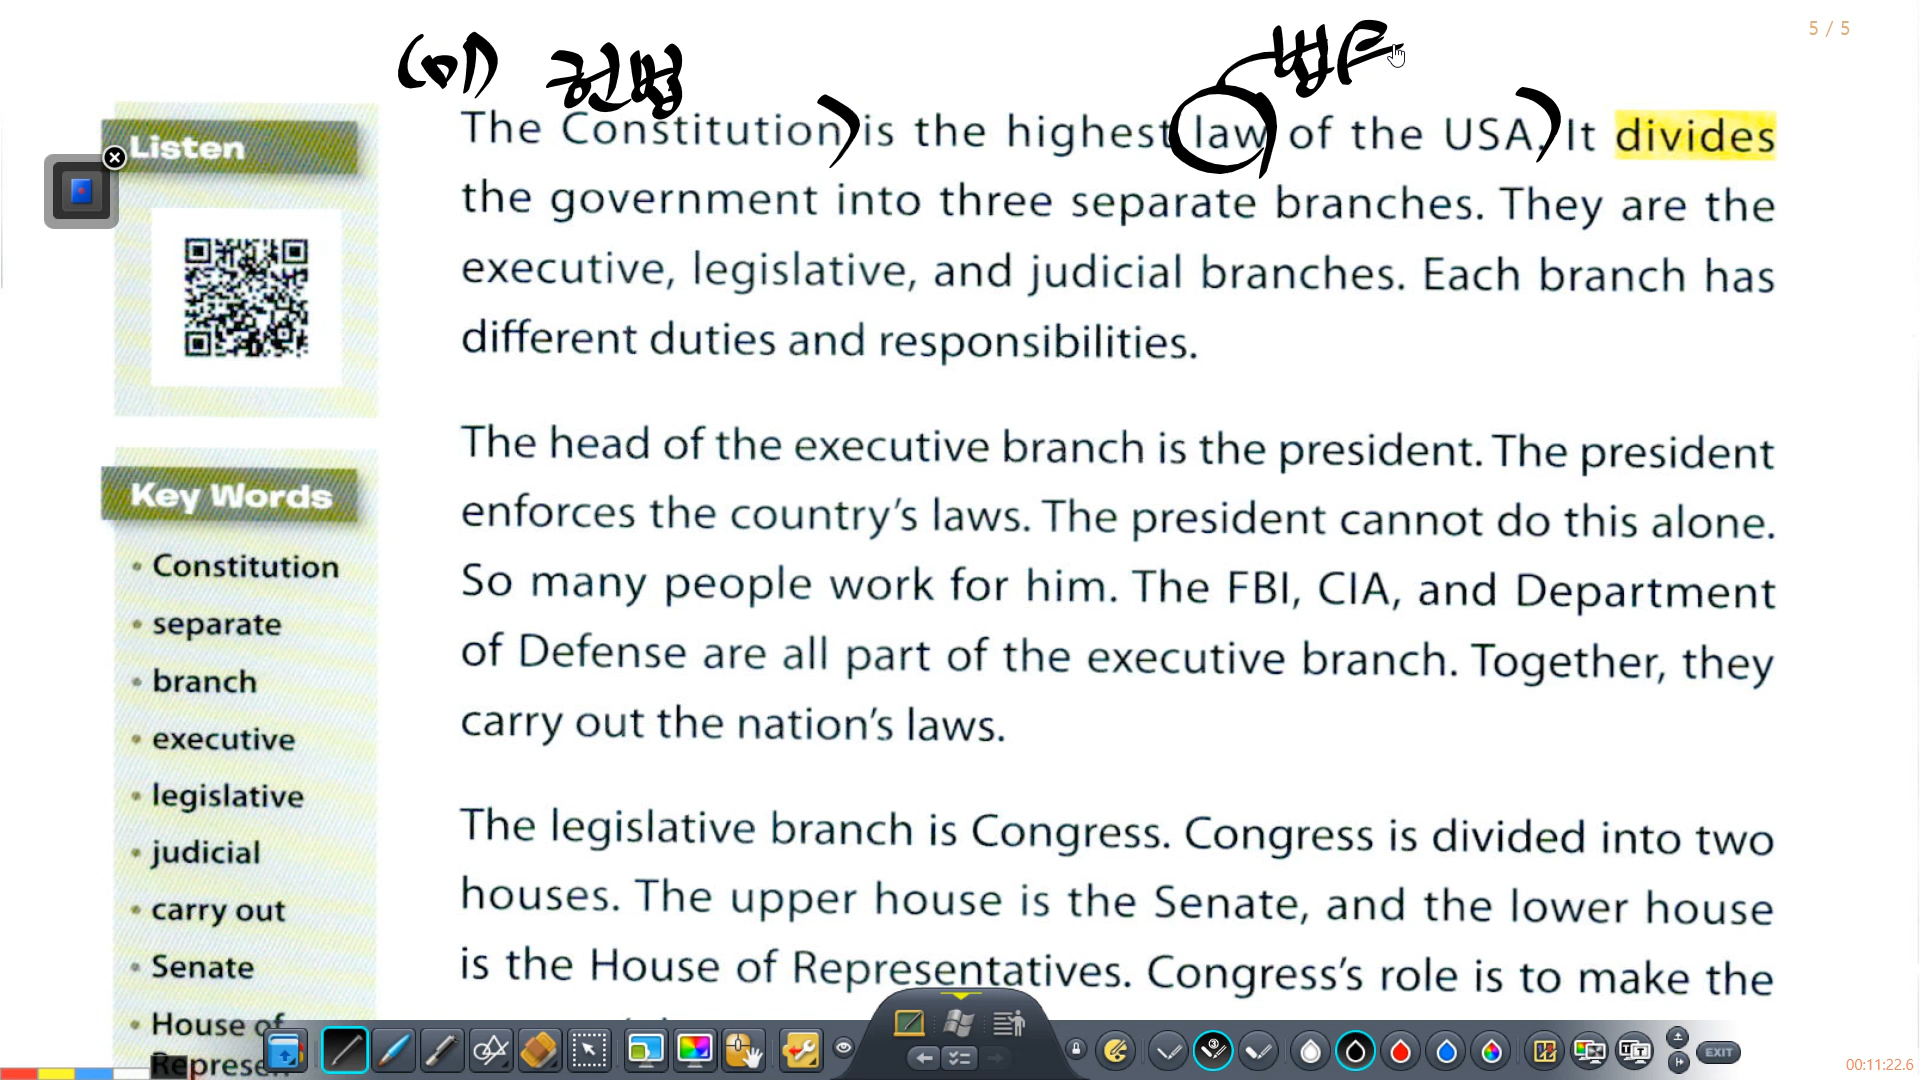 5 / 5
(미) 헌법
법
Listen
The Constitution is the highest law of the USA. It divides
the government into three separate branches. They are the
executive, legislative, and judicial branches. Each branch has
different duties and responsibilities.
The head of the executive branch is the president. The president
enforces the country's laws. The president cannot do this alone.
So many people work for him. The FBI, CIA, and Department
of Defense are all part of the executive branch. Together, they
carry out the nation's laws.
The legislative branch is Congress. Congress is divided into two
houses. The upper house is the Senate, and the lower house
is the House of Representatives. Congress's role is to make the
Key Words
• Constitution
• separate
• branch
• executive
• legislative
• judicial
• carry out
• Senate
• House of
Represen
EXIT
00:11:22.6